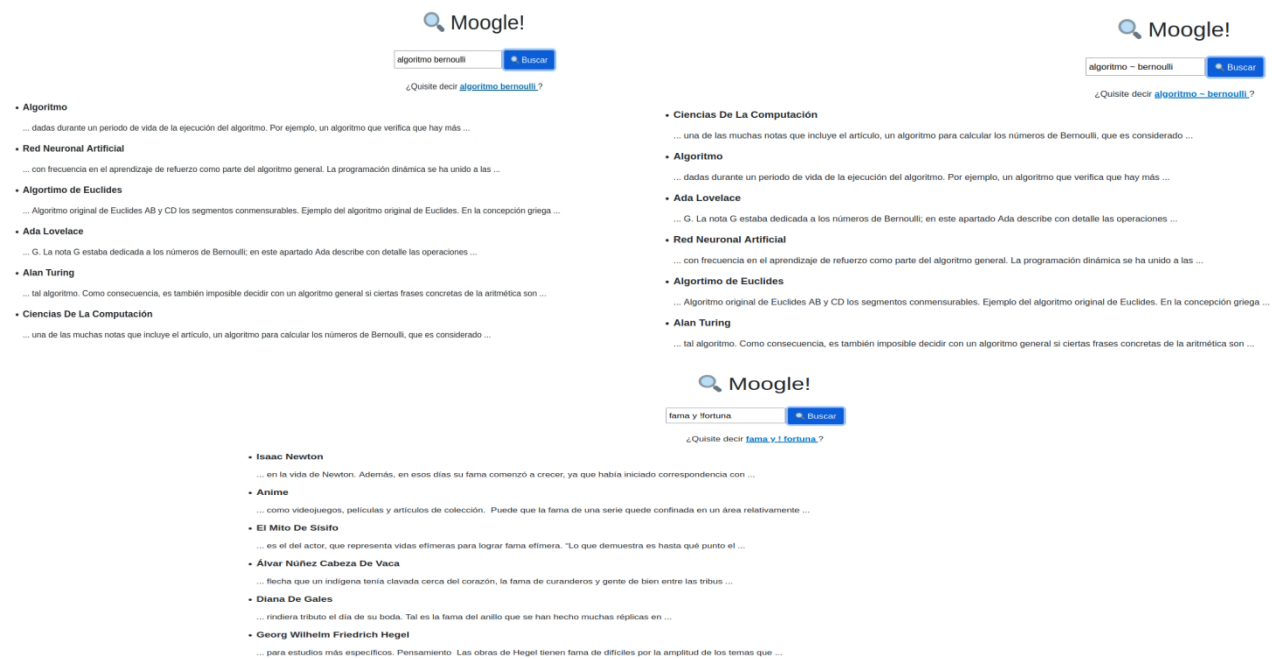 Moogle!
algoritmo bernoulli
Buscar
¿Quisite decir algoritmo bernoulli ?
• Algoritmo
... dadas durante un periodo de vida de la ejecución del algoritmo. Por ejemplo, un algoritmo que verifica que hay más ...
• Red Neuronal Artificial
... con frecuencia en el aprendizaje de refuerzo como parte del algoritmo general. La programación dinámica se ha unido a las ...
• Algortimo de Euclides
... Algoritmo original de Euclides AB y CD los segmentos conmensurables. Ejemplo del algoritmo original de Euclides. En la concepción griega ...
• Ada Lovelace
... G. La nota G estaba dedicada a los números de Bernoulli; en este apartado Ada describe con detalle las operaciones ...
• Alan Turing
... tal algoritmo. Como consecuencia, es también imposible decidir con un algoritmo general si ciertas frases concretas de la aritmética son ...
• Ciencias De La Computación
... una de las muchas notas que incluye el artículo, un algoritmo para calcular los números de Bernoulli, que es considerado ...
Moogle!
algoritmo ~ bernoulli
Buscar
¿Quisite decir algoritmo ~ bernoulli ?
• Ciencias De La Computación
... una de las muchas notas que incluye el artículo, un algoritmo para calcular los números de Bernoulli, que es considerado ...
• Algoritmo
... dadas durante un periodo de vida de la ejecución del algoritmo. Por ejemplo, un algoritmo que verifica que hay más ...
• Ada Lovelace
... G. La nota G estaba dedicada a los números de Bernoulli; en este apartado Ada describe con detalle las operaciones ...
• Red Neuronal Artificial
... con frecuencia en el aprendizaje de refuerzo como parte del algoritmo general. La programación dinámica se ha unido a las ...
• Algortimo de Euclides
... Algoritmo original de Euclides AB y CD los segmentos conmensurables. Ejemplo del algoritmo original de Euclides. En la concepción griega ...
• Alan Turing
... tal algoritmo. Como consecuencia, es también imposible decidir con un algoritmo general si ciertas frases concretas de la aritmética son ...
Moogle!
fama y !fortuna
Buscar
¿Quisite decir fama y ! fortuna ?
• Isaac Newton
... en la vida de Newton. Además, en esos días su fama comenzó a crecer, ya que había iniciado correspondencia con ...
• Anime
... como videojuegos, películas y artículos de colección. Puede que la fama de una serie quede confinada en un área relativamente ...
• El Mito De Sísifo
... es el del actor, que representa vidas efímeras para lograr fama efímera. "Lo que demuestra es hasta qué punto el ...
• Álvar Núñez Cabeza De Vaca
... flecha que un indígena tenía clavada cerca del corazón, la fama de curanderos y gente de bien entre las tribus ...
• Diana De Gales
... rindiera tributo el día de su boda. Tal es la fama del anillo que se han hecho muchas réplicas en ...
• Georg Wilhelm Friedrich Hegel
... para estudios más específicos. Pensamiento Las obras de Hegel tienen fama de difíciles por la amplitud de los temas que ...